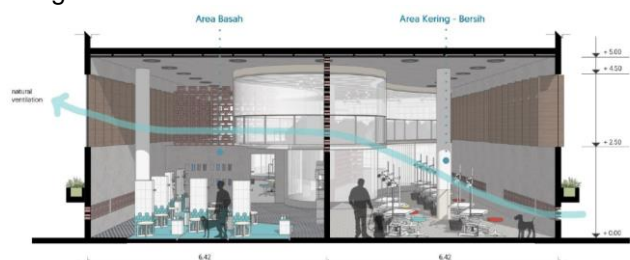 Area Basah
Area Kering - Bersih
+ 5.00
+ 4.50
natural
ventilation
+ 2.50
+ 0.00
6.42
6.42